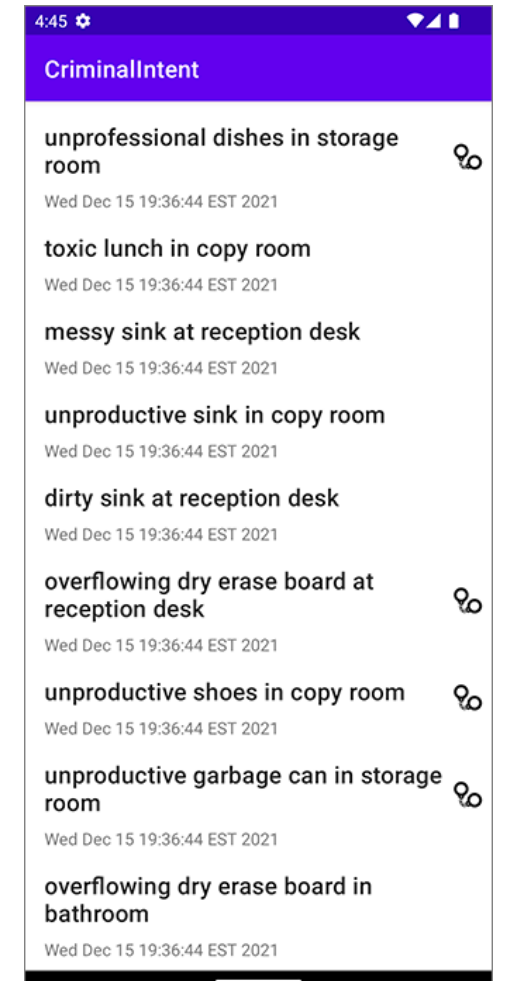 4:45
CriminalIntent
unprofessional dishes in storage
room
Wed Dec 15 19:36:44 EST 2021
toxic lunch in copy room
Wed Dec 15 19:36:44 EST 2021
messy sink at reception desk
Wed Dec 15 19:36:44 EST 2021
unproductive sink in copy room
Wed Dec 15 19:36:44 EST 2021
dirty sink at reception desk
Wed Dec 15 19:36:44 EST 2021
overflowing dry erase board at
reception desk
Wed Dec 15 19:36:44 EST 2021
unproductive shoes in copy room
Wed Dec 15 19:36:44 EST 2021
unproductive garbage can in storage
room
Wed Dec 15 19:36:44 EST 2021
overflowing dry erase board in
bathroom
Wed Dec 15 19:36:44 EST 2021